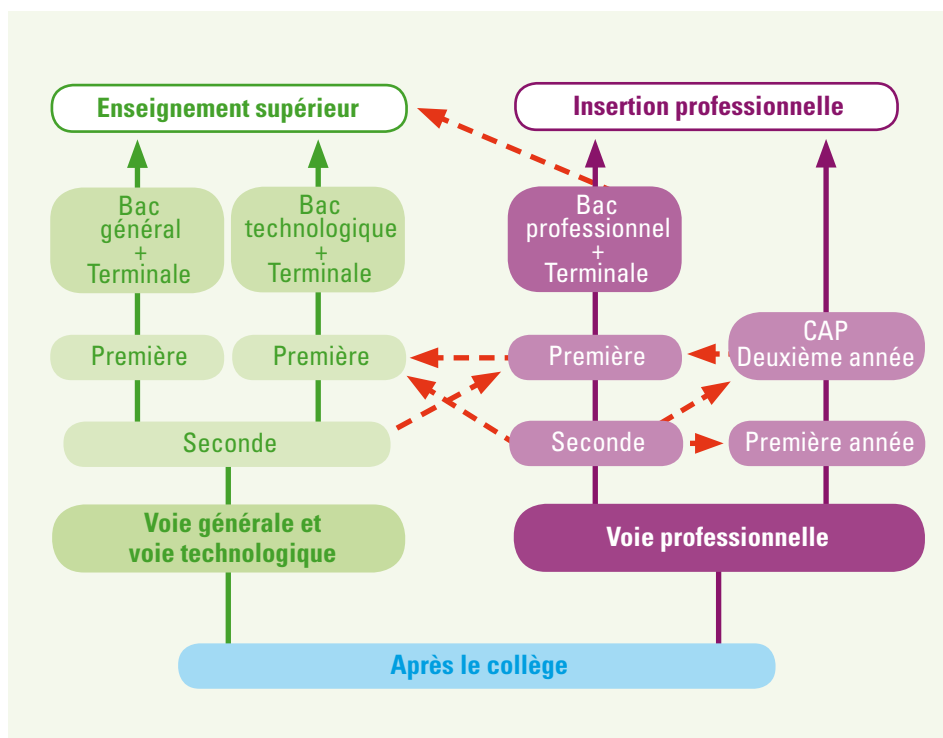 Enseignement supérieur
Insertion professionnelle
Bac
général
+
Terminale
Bac
technologique
+
Terminale
Bac
professionnel
+
Terminale
Première
Première
Première
CAP
Deuxième année
Seconde
Seconde
Première année
Voie générale et
voie technologique
Voie professionnelle
Après le collège